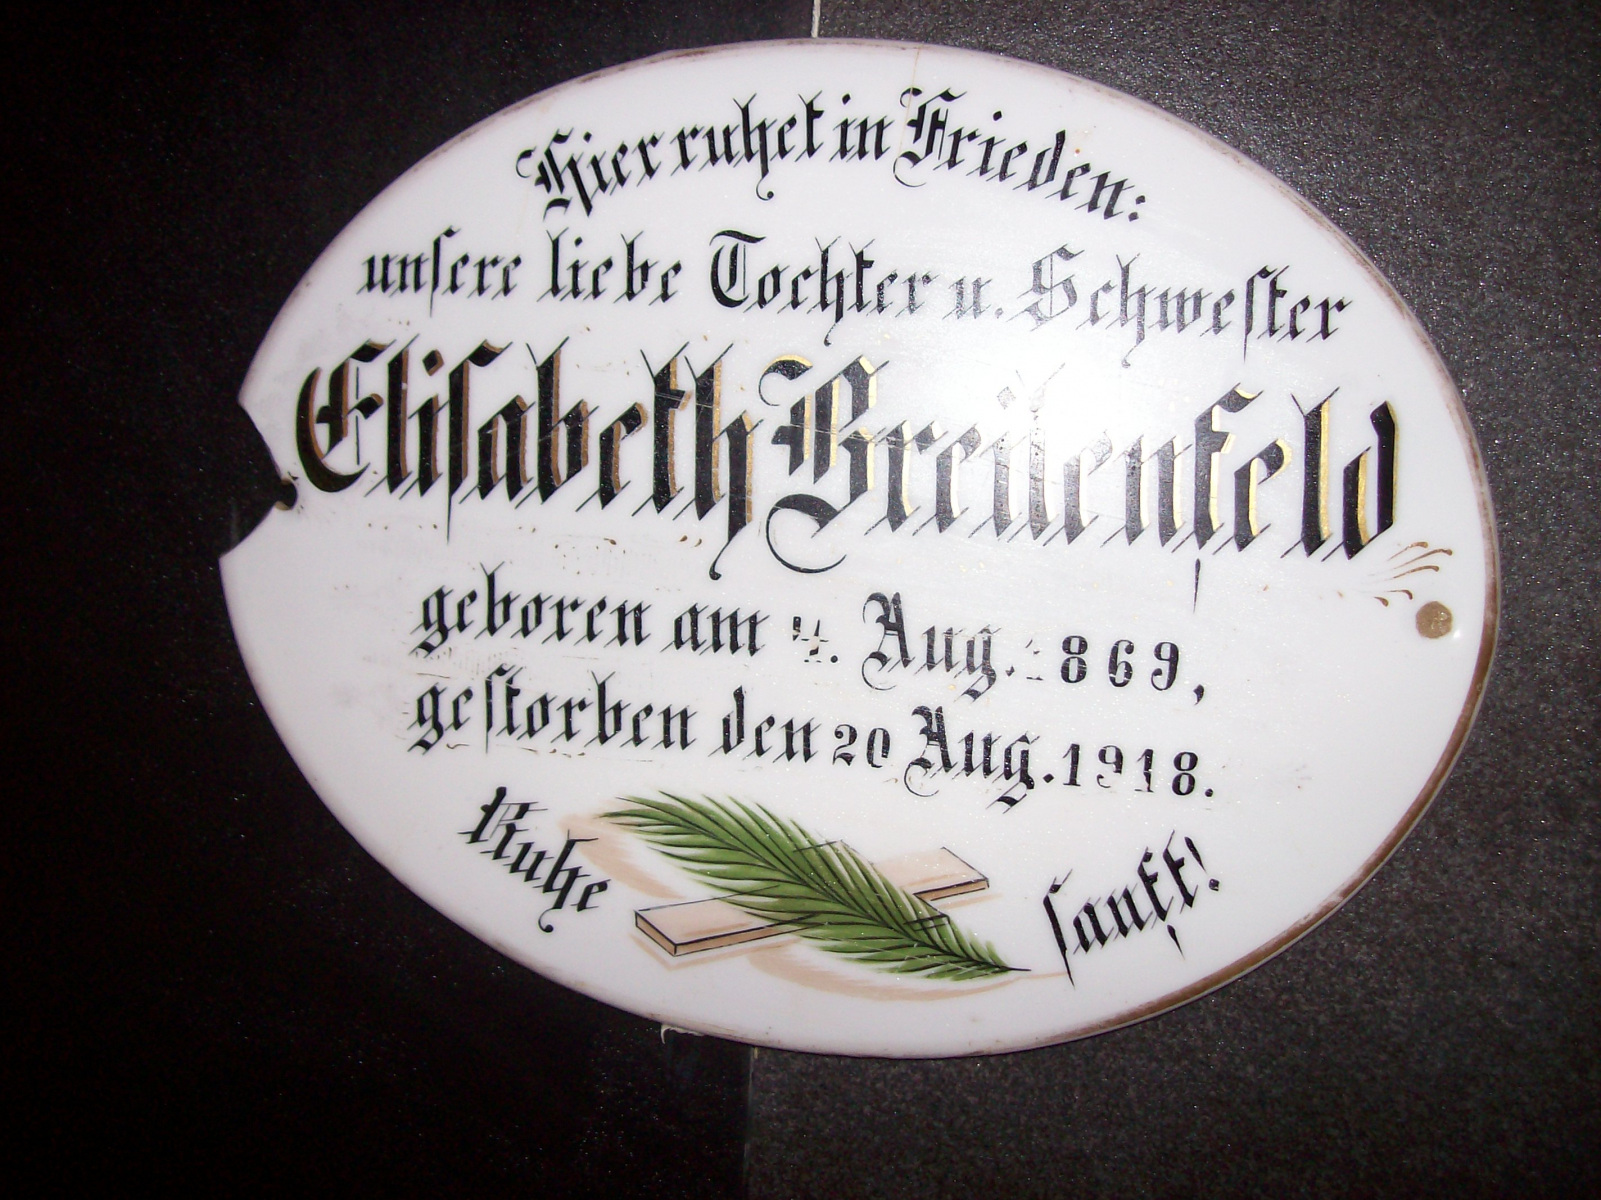 Hier ruhet in Frieden:
unsere liebe Tochter u. Schwester
Elisabeth Breitenfeld
geboren am 4. Aug. 1869,
gestorben den 20 Aug. 1918.
Ruhe sanft!